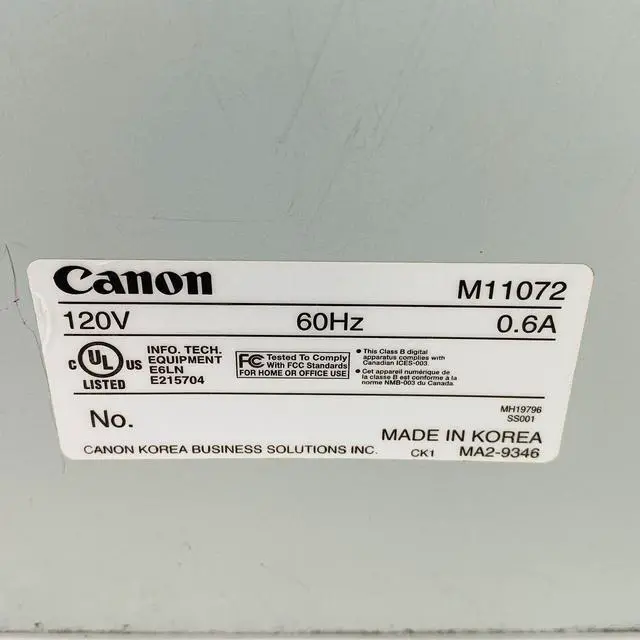 Canon M11072
120V 60Hz 0.6A
C UL US LISTED
INFO. TECH.
EQUIPMENT
E6LN
E215704
FC Tested To Comply
With FCC Standards
FOR HOME OR OFFICE USE
• This Class B digital
apparatus complies with
Canadian ICES-003.
• Cet appareil numérique de
la classe B est conforme à la
norme NMB-003 du Canada.
No.
MH19796
SS001
MADE IN KOREA
CANON KOREA BUSINESS SOLUTIONS INC. CK1 MA2-9346